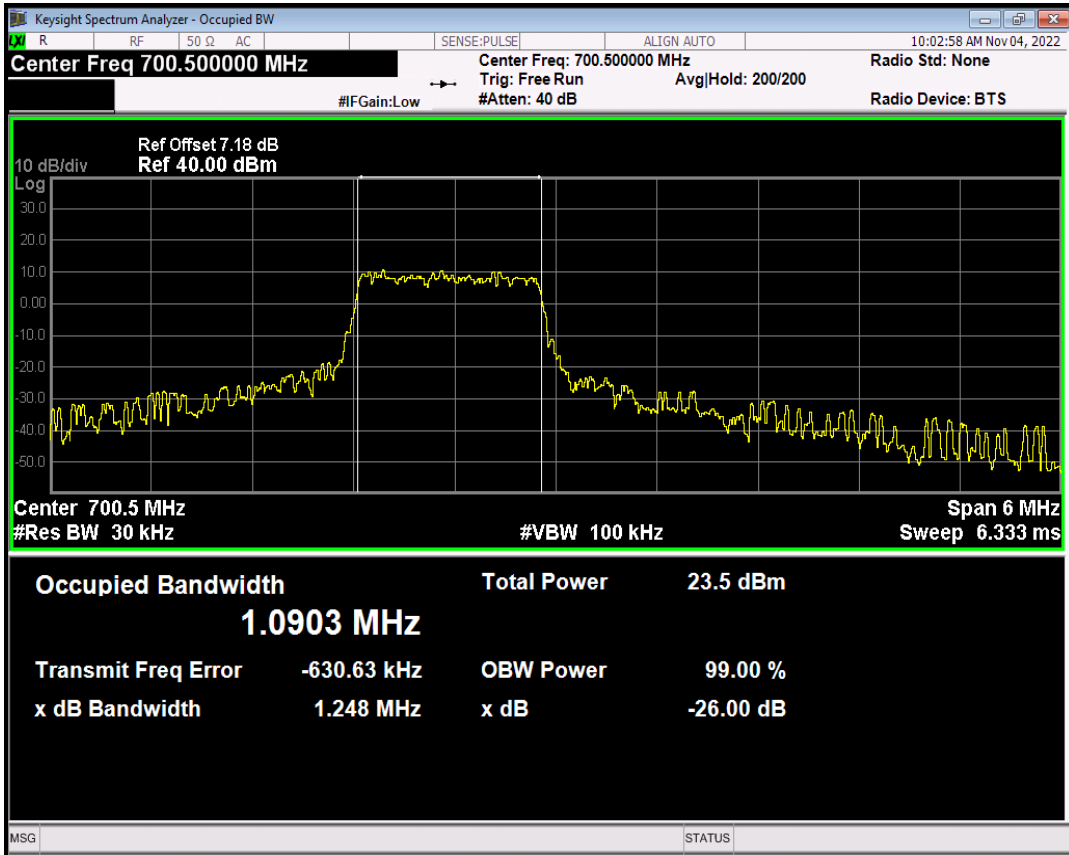 Keysight Spectrum Analyzer - Occupied BW
LXI R RF 50 Ω AC SENSE:PULSE ALIGN AUTO 10:02:58 AM Nov 04, 2022
Center Freq 700.500000 MHz Center Freq: 700.500000 MHz Radio Std: None
Trig: Free Run Avg|Hold: 200/200
#IFGain:Low #Atten: 40 dB Radio Device: BTS
Ref Offset 7.18 dB
10 dB/div Ref 40.00 dBm
Log
30.0
20.0
10.0
0.00
-10.0
-20.0
-30.0
-40.0
-50.0
Center 700.5 MHz Span 6 MHz
#Res BW 30 kHz #VBW 100 kHz Sweep 6.333 ms
Occupied Bandwidth Total Power 23.5 dBm
1.0903 MHz
Transmit Freq Error -630.63 kHz OBW Power 99.00 %
x dB Bandwidth 1.248 MHz x dB -26.00 dB
MSG STATUS